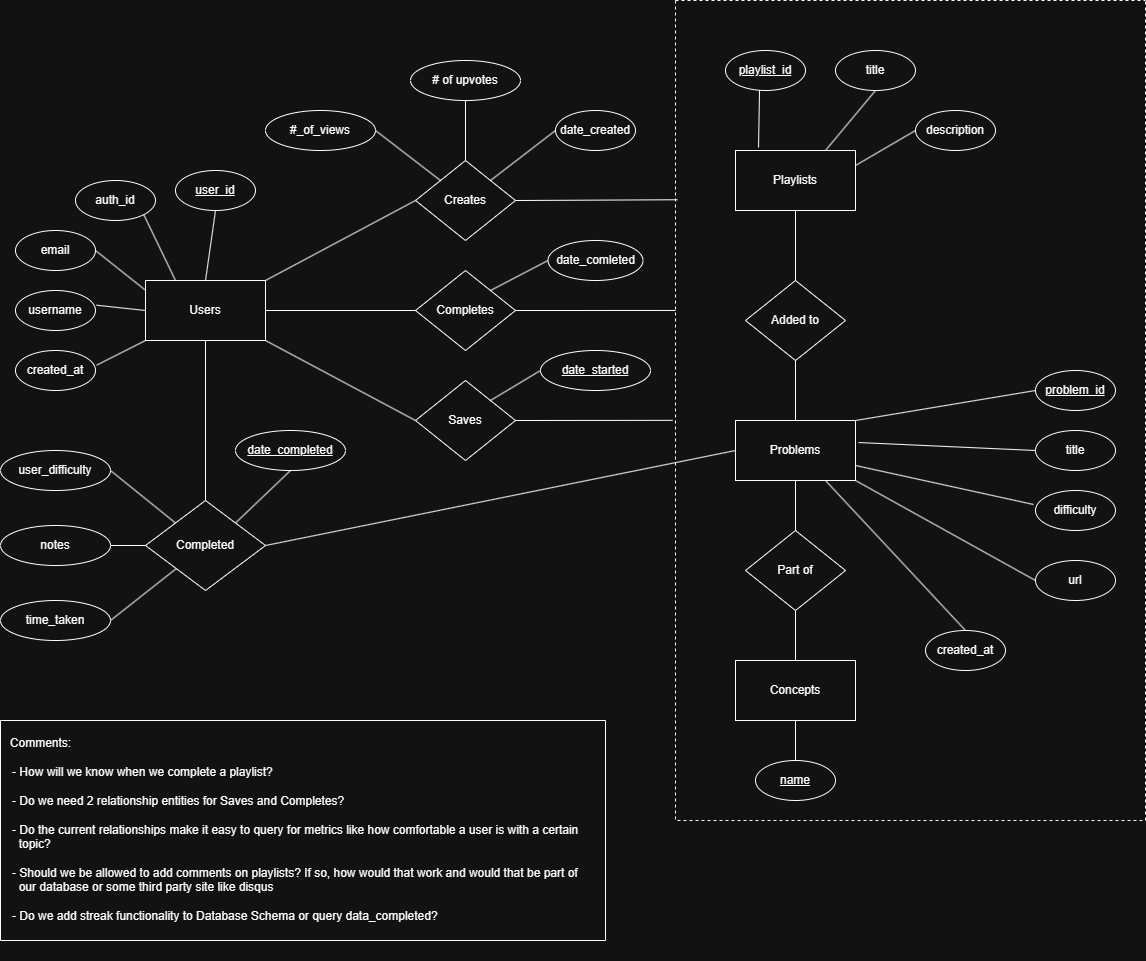 # of upvotes
#_of_views
date_created
Creates
playlist_id
title
description
Playlists
auth_id
user_id
email
username
created_at
Users
date_comleted
Completes
date_started
Saves
Added to
problem_id
Problems
title
difficulty
url
created_at
user_difficulty
date_completed
notes
Completed
time_taken
Part of
Concepts
name
Comments:
- How will we know when we complete a playlist?
- Do we need 2 relationship entities for Saves and Completes?
- Do the current relationships make it easy to query for metrics like how comfortable a user is with a certain
topic?
- Should we be allowed to add comments on playlists? If so, how would that work and would that be part of
our database or some third party site like disqus
- Do we add streak functionality to Database Schema or query data_completed?